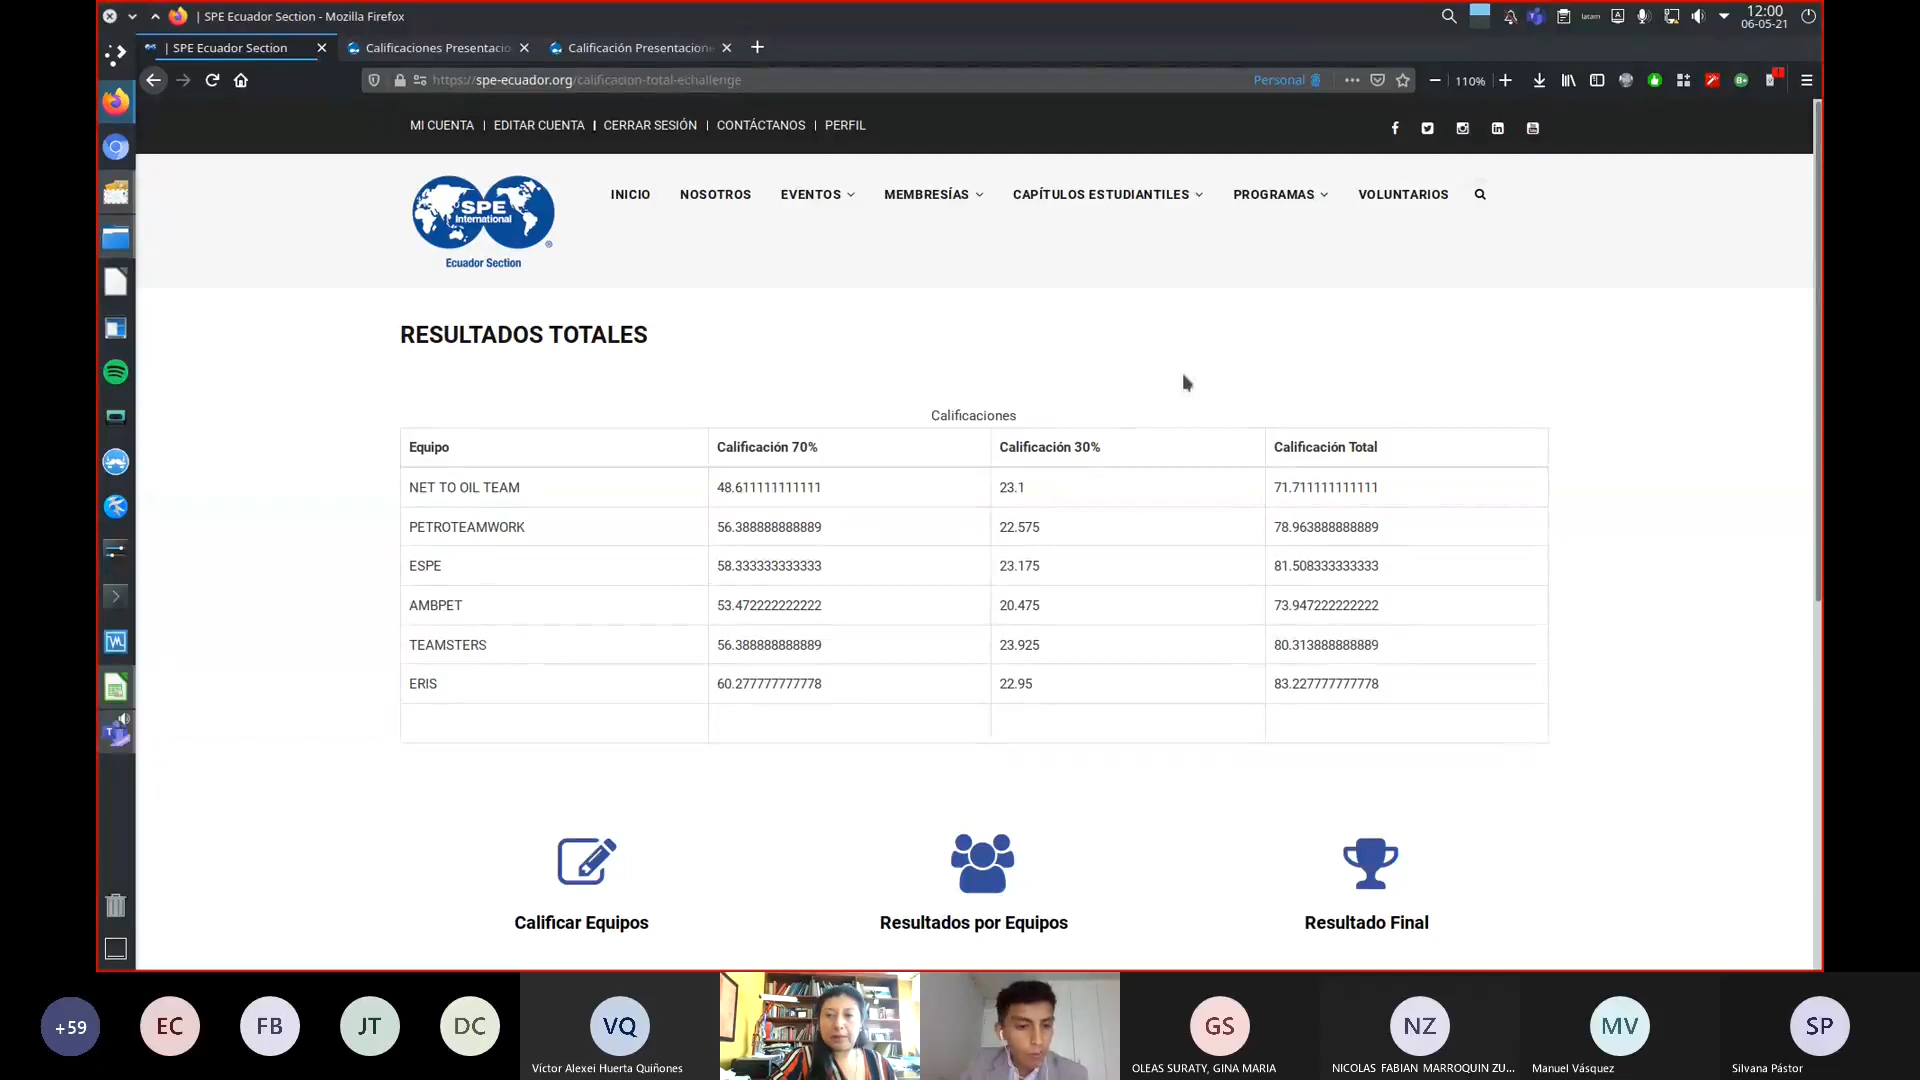 | SPE Ecuador Section - Mozilla Firefox
latam
12:00
06-05-21
| SPE Ecuador Section
Calificaciones Presentacio
Calificación Presentacione
https://spe-ecuador.org/calificacion-total-echallenge
Personal
110%
MI CUENTA | EDITAR CUENTA | CERRAR SESIÓN | CONTÁCTANOS | PERFIL
SPE
International
Ecuador Section
INICIO NOSOTROS EVENTOS MEMBRESÍAS CAPÍTULOS ESTUDIANTILES PROGRAMAS VOLUNTARIOS
RESULTADOS TOTALES
Calificaciones
Equipo Calificación 70% Calificación 30% Calificación Total
NET TO OIL TEAM 48.611111111111 23.1 71.711111111111
PETROTEAMWORK 56.388888888889 22.575 78.963888888889
ESPE 58.333333333333 23.175 81.508333333333
AMBPET 53.472222222222 20.475 73.947222222222
TEAMSTERS 56.388888888889 23.925 80.313888888889
ERIS 60.277777777778 22.95 83.227777777778
Calificar Equipos Resultados por Equipos Resultado Final
+59 EC FB JT DC VQ GS NZ MV SP
Víctor Alexei Huerta Quiñones OLEAS SURATY, GINA MARIA NICOLAS FABIAN MARROQUIN ZU... Manuel Vásquez Silvana Pástor